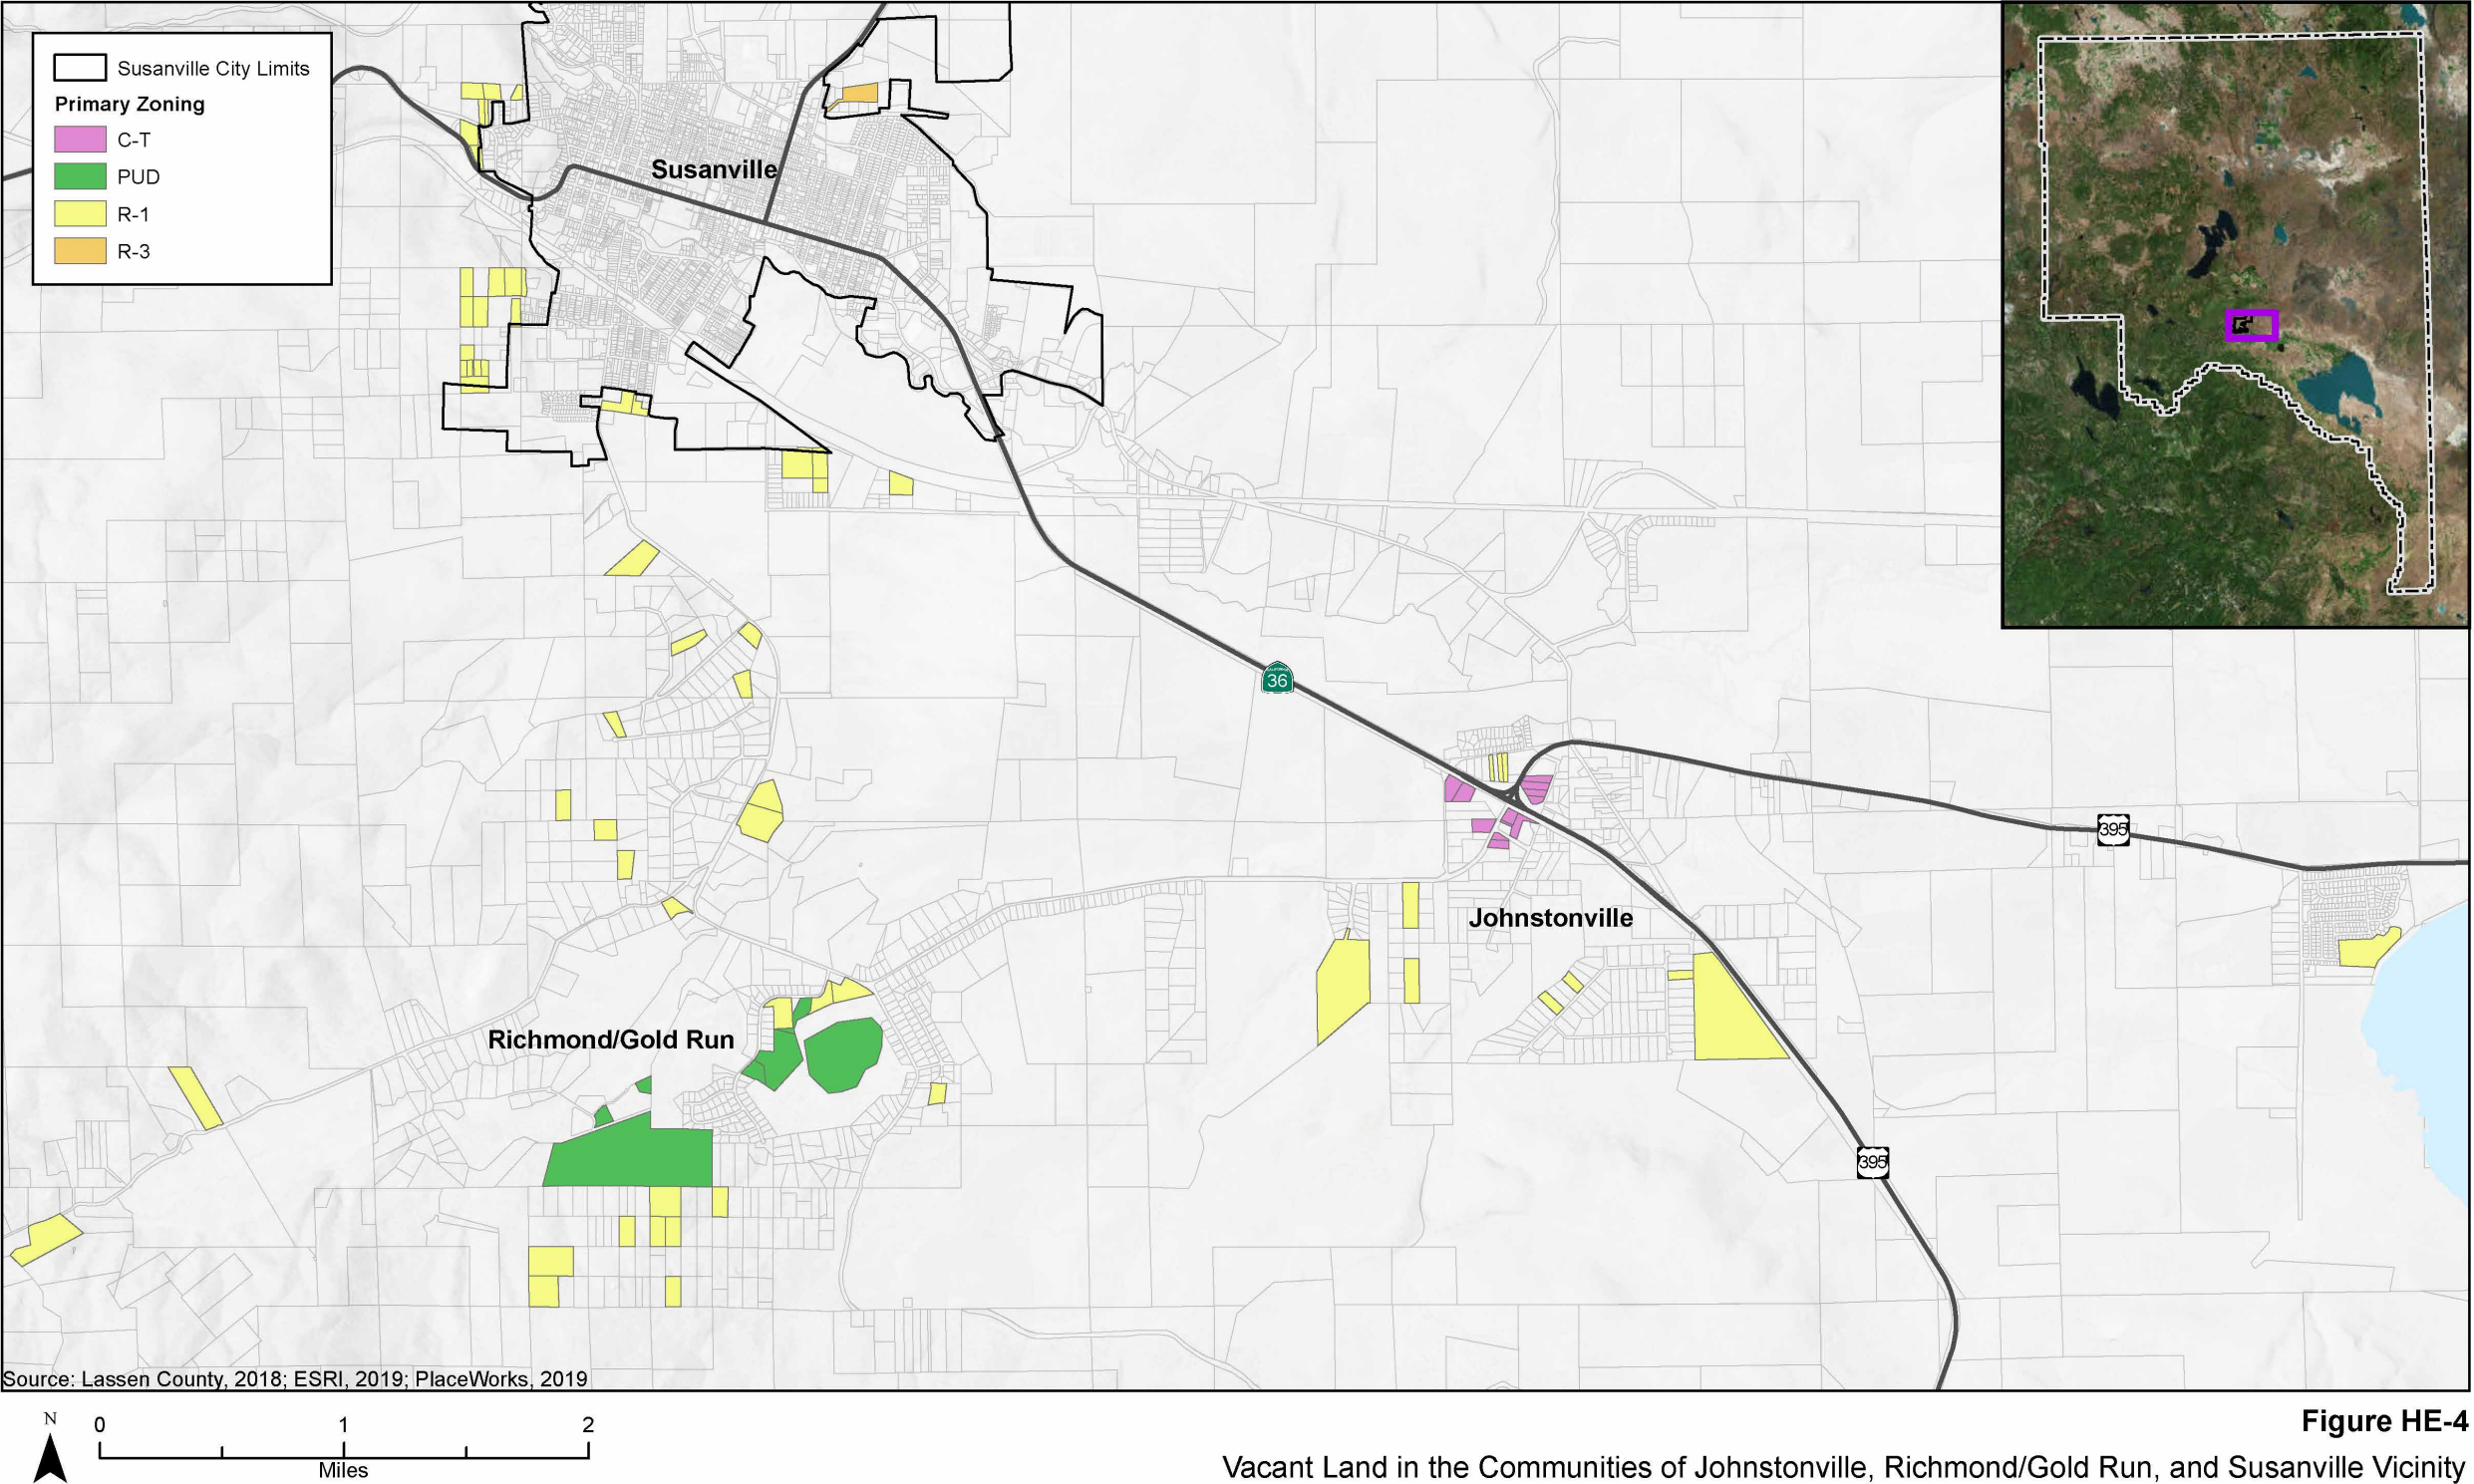 Susanville City Limits
Primary Zoning
C-T
PUD
R-1
R-3
Susanville
CALIFORNIA
36
395
Johnstonville
Richmond/Gold Run
395
Source: Lassen County, 2018; ESRI, 2019; PlaceWorks, 2019
N
0 1 2
Miles
Figure HE-4
Vacant Land in the Communities of Johnstonville, Richmond/Gold Run, and Susanville Vicinity